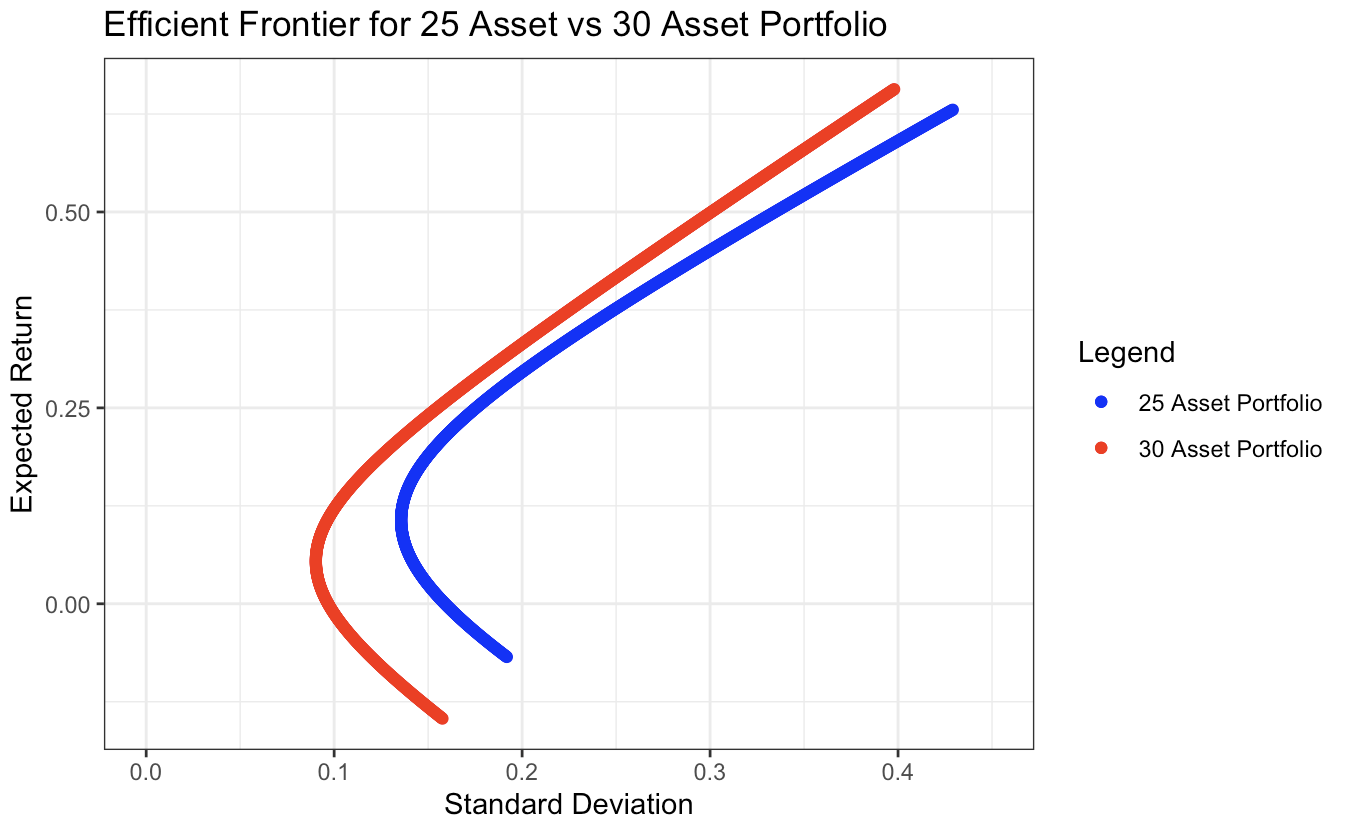 Efficient Frontier for 25 Asset vs 30 Asset Portfolio
Expected Return
0.50
0.25
0.00
0.0
0.1
0.2
0.3
0.4
Standard Deviation
Legend
25 Asset Portfolio
30 Asset Portfolio